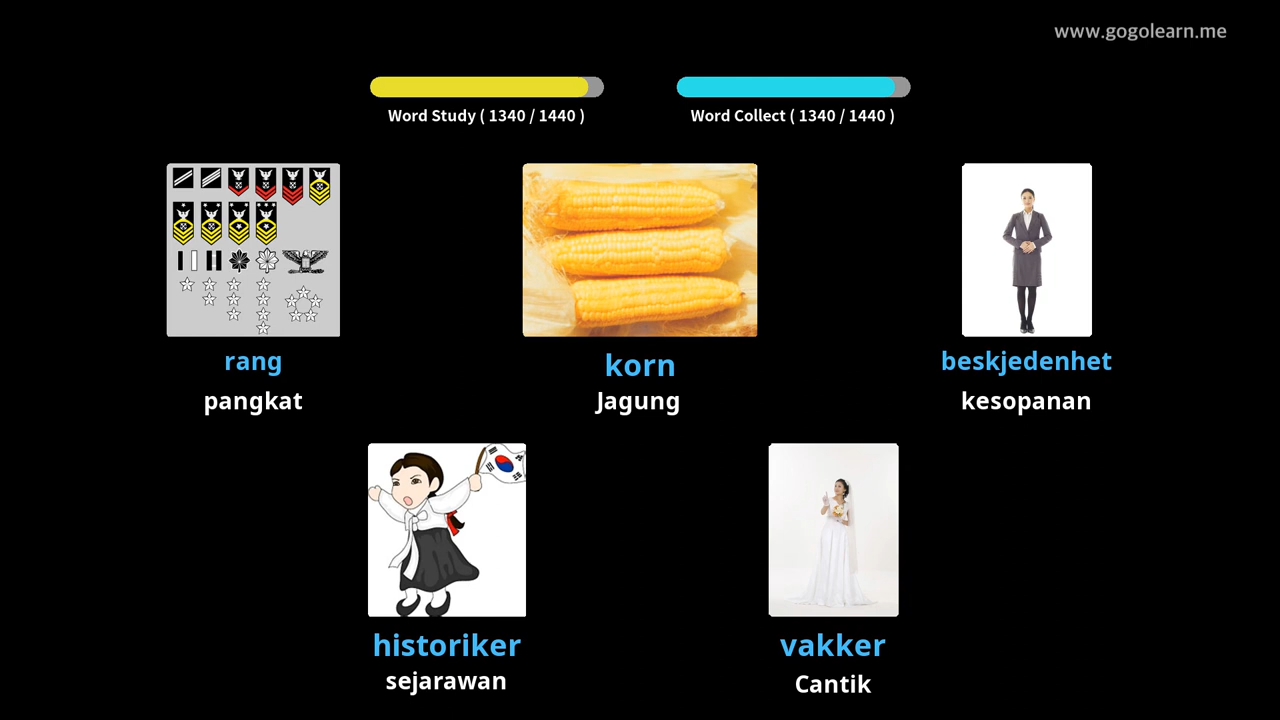 www.gogolearn.me
Word Study ( 1340 / 1440 )
Word Collect ( 1340 / 1440 )
rang
pangkat
korn
Jagung
beskjedenhet
kesopanan
historiker
sejarawan
vakker
Cantik